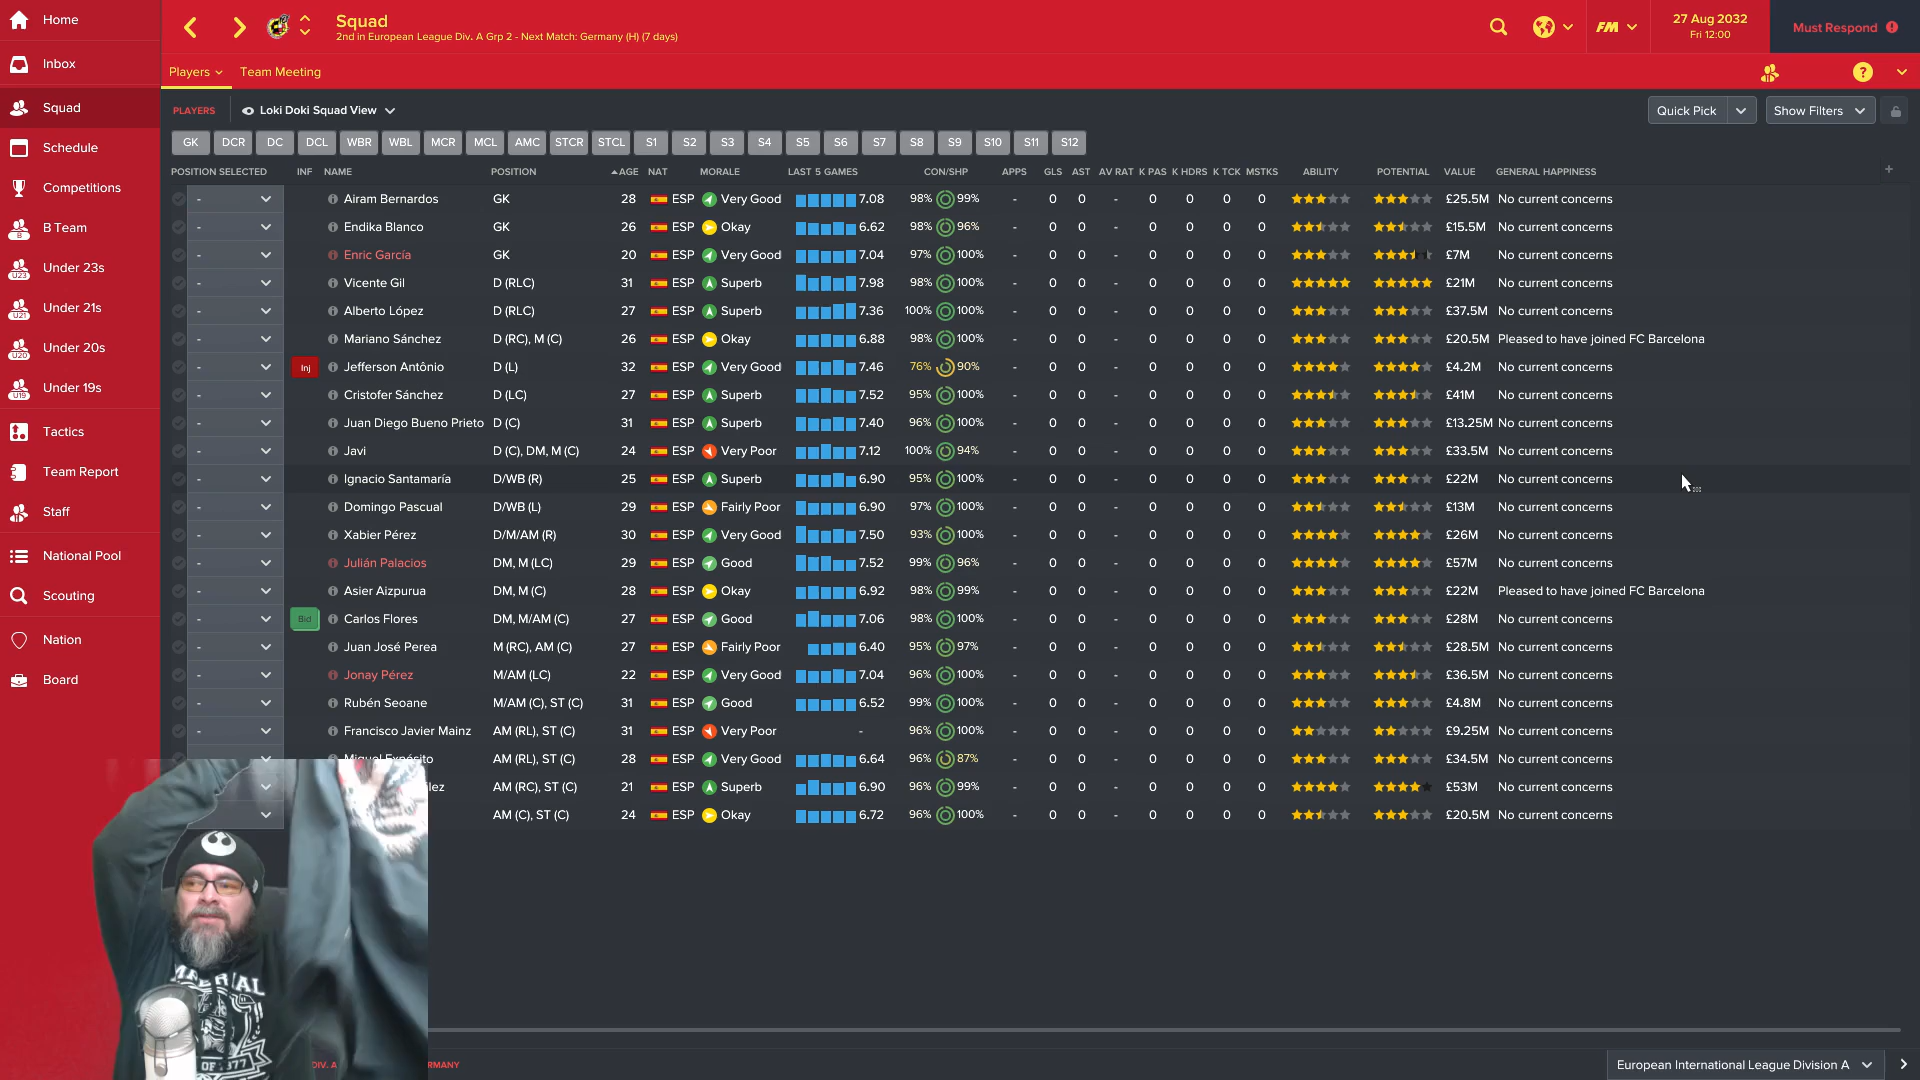 Home
Inbox
Squad
Schedule
Competitions
B Team
Under 23s
Under 21s
Under 20s
Under 19s
Tactics
Team Report
Staff
National Pool
Scouting
Nation
Board
Squad
2nd in European League Div. A Grp 2 - Next Match: Germany (H) (7 days)
FM
27 Aug 2032
Fri 12:00
Must Respond
Players
Team Meeting
?
PLAYERS
Loki Doki Squad View
Quick Pick
Show Filters
GK DCR DC DCL WBR WBL MCR MCL AMC STCR STCL S1 S2 S3 S4 S5 S6 S7 S8 S9 S10 S11 S12
POSITION SELECTED INF NAME POSITION AGE NAT MORALE LAST 5 GAMES CON/SHP APPS GLS AST AV RAT K PAS K HDRS K TCK MSTKS ABILITY POTENTIAL VALUE GENERAL HAPPINESS
- Airam Bernardos GK 28 ESP Very Good 7.08 98% 99% - 0 0 - 0 0 0 0 £25.5M No current concerns
- Endika Blanco GK 26 ESP Okay 6.62 98% 96% - 0 0 - 0 0 0 0 £15.5M No current concerns
- Enric García GK 20 ESP Very Good 7.04 97% 100% - 0 0 - 0 0 0 0 £7M No current concerns
- Vicente Gil D (RLC) 31 ESP Superb 7.98 98% 100% - 0 0 - 0 0 0 0 £21M No current concerns
- Alberto López D (RLC) 27 ESP Superb 7.36 100% 100% - 0 0 - 0 0 0 0 £37.5M No current concerns
- Mariano Sánchez D (RC), M (C) 26 ESP Okay 6.88 98% 100% - 0 0 - 0 0 0 0 £20.5M Pleased to have joined FC Barcelona
- Inj Jefferson Antônio D (L) 32 ESP Very Good 7.46 76% 90% - 0 0 - 0 0 0 0 £4.2M No current concerns
- Cristofer Sánchez D (LC) 27 ESP Superb 7.52 95% 100% - 0 0 - 0 0 0 0 £41M No current concerns
- Juan Diego Bueno Prieto D (C) 31 ESP Superb 7.40 96% 100% - 0 0 - 0 0 0 0 £13.25M No current concerns
- Javi D (C), DM, M (C) 24 ESP Very Poor 7.12 100% 94% - 0 0 - 0 0 0 0 £33.5M No current concerns
- Ignacio Santamaría D/WB (R) 25 ESP Superb 6.90 95% 100% - 0 0 - 0 0 0 0 £22M No current concerns
- Domingo Pascual D/WB (L) 29 ESP Fairly Poor 6.90 97% 100% - 0 0 - 0 0 0 0 £13M No current concerns
- Xabier Pérez D/M/AM (R) 30 ESP Very Good 7.50 93% 100% - 0 0 - 0 0 0 0 £26M No current concerns
- Julián Palacios DM, M (LC) 29 ESP Good 7.52 99% 96% - 0 0 - 0 0 0 0 £57M No current concerns
- Asier Aizpurua DM, M (C) 28 ESP Okay 6.92 98% 99% - 0 0 - 0 0 0 0 £22M Pleased to have joined FC Barcelona
- Bid Carlos Flores DM, M/AM (C) 27 ESP Good 7.06 98% 100% - 0 0 - 0 0 0 0 £28M No current concerns
- Juan José Perea M (RC), AM (C) 27 ESP Fairly Poor 6.40 95% 97% - 0 0 - 0 0 0 0 £28.5M No current concerns
- Jonay Pérez M/AM (LC) 22 ESP Very Good 7.04 96% 100% - 0 0 - 0 0 0 0 £36.5M No current concerns
- Rubén Seoane M/AM (C), ST (C) 31 ESP Good 6.52 99% 100% - 0 0 - 0 0 0 0 £4.8M No current concerns
- Francisco Javier Mainz AM (RL), ST (C) 31 ESP Very Poor - 96% 100% - 0 0 - 0 0 0 0 £9.25M No current concerns
Miguel Expósito AM (RL), ST (C) 28 ESP Very Good 6.64 96% 87% - 0 0 - 0 0 0 0 £34.5M No current concerns
- lez AM (RC), ST (C) 21 ESP Superb 6.90 96% 99% - 0 0 - 0 0 0 0 £53M No current concerns
- AM (C), ST (C) 24 ESP Okay 6.72 96% 100% - 0 0 - 0 0 0 0 £20.5M No current concerns
DIV. A RMANY
European International League Division A